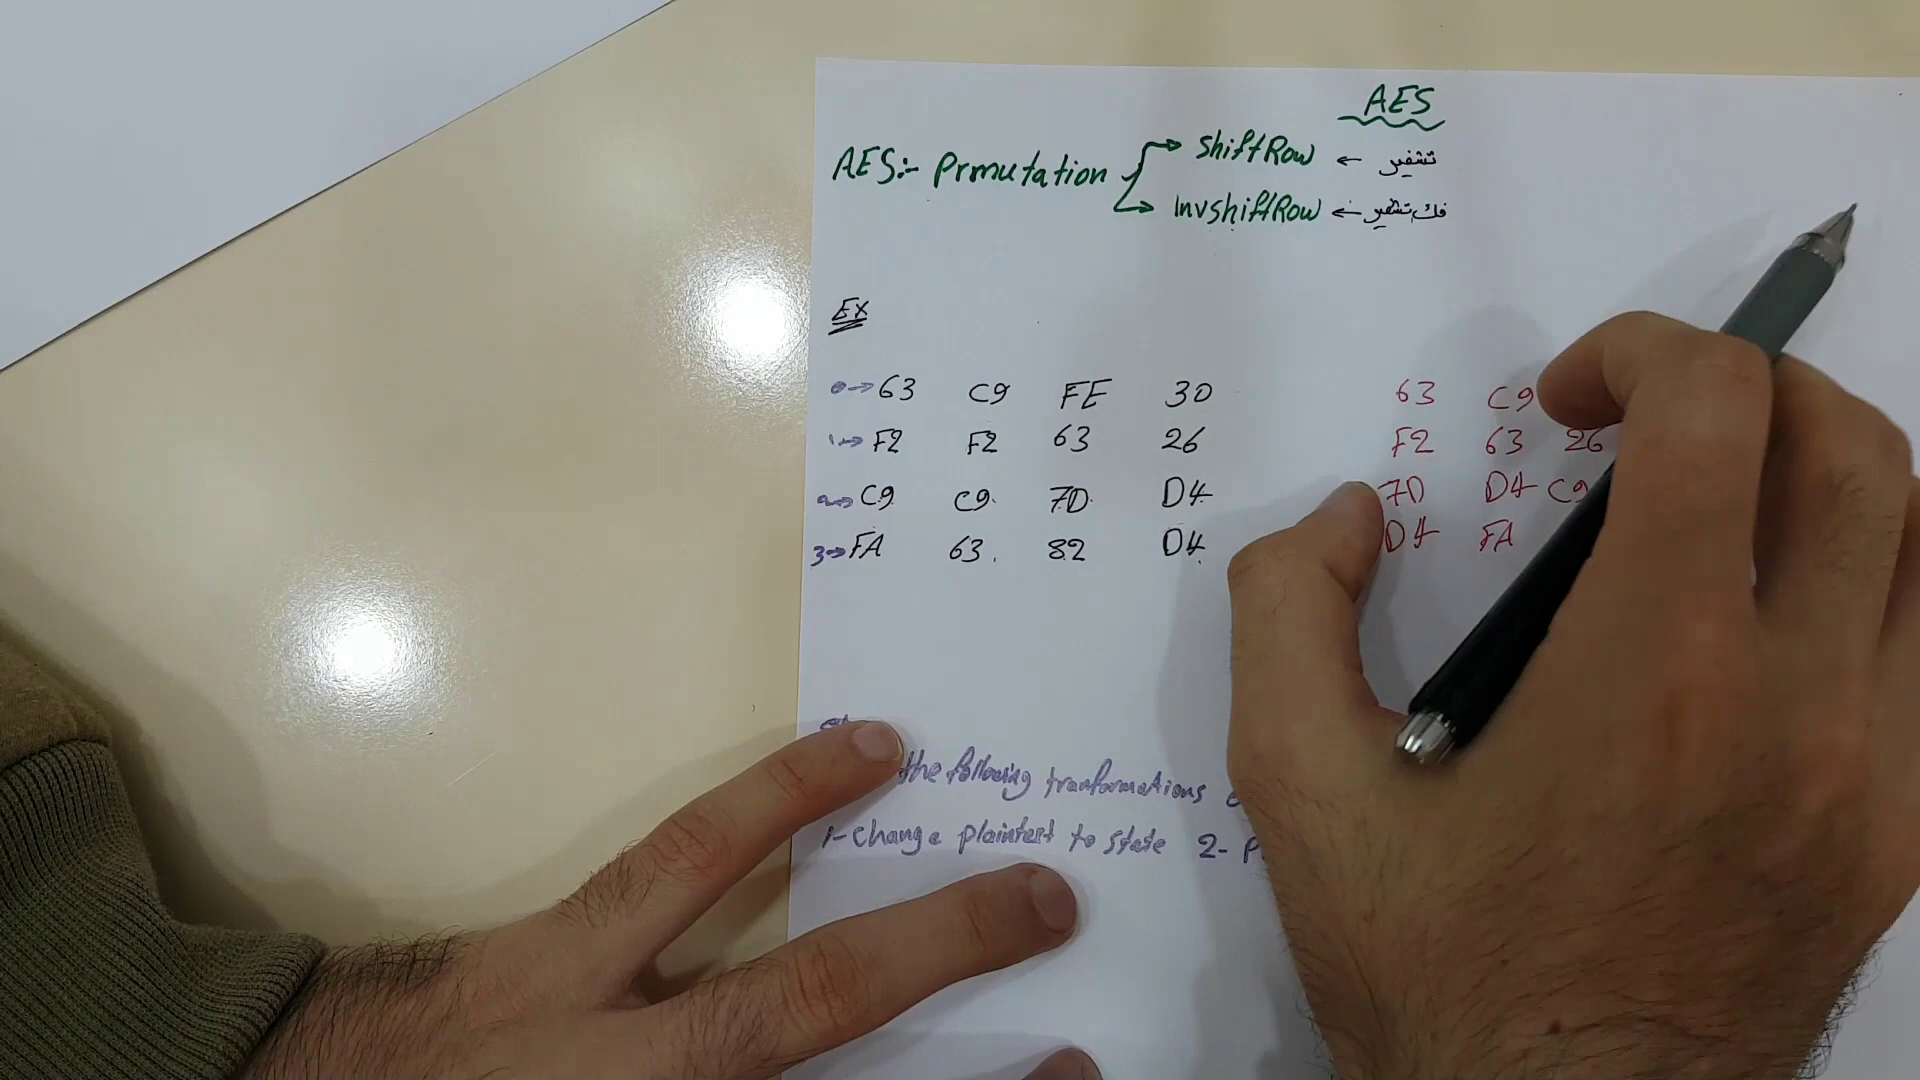 AES
AES:- Prmutation
ShiftRow ← تشفير
InvshiftRow ← فك تشفير
EX
0→ 63 C9 FE 30
1→ F2 F2 63 26
2→ C9 C9 7D D4
3→ FA 63 82 D4
63 C9
F2 63 26
7D D4 C9
D4 FA
the following tranformations
1- change plaintext to state 2-